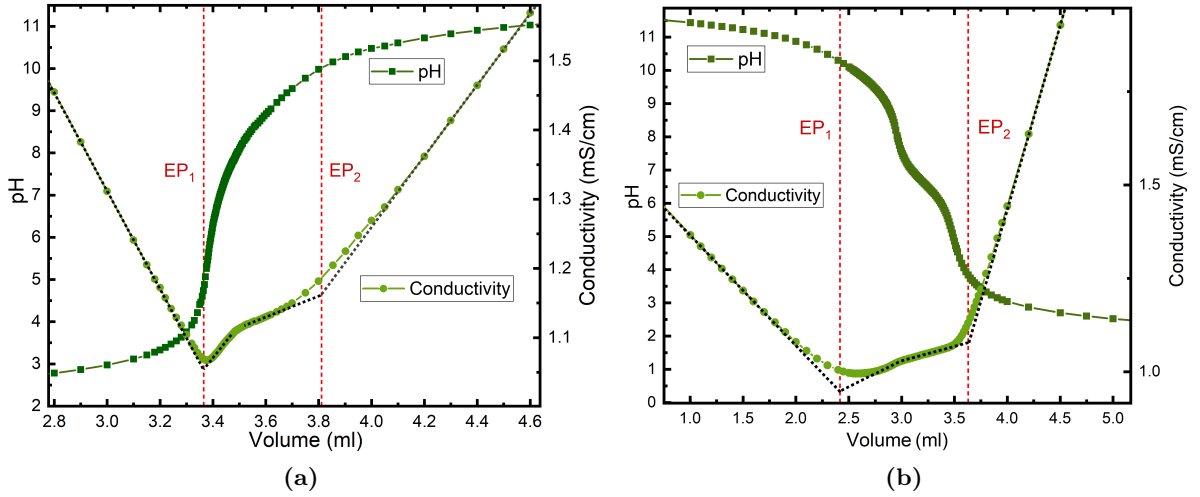 11
10
9
8
7
6
5
4
3
2
pH
2.8 3.0 3.2 3.4 3.6 3.8 4.0 4.2 4.4 4.6
Volume (ml)
1.5
1.4
1.3
1.2
1.1
Conductivity (mS/cm)
pH
EP1
EP2
Conductivity
(a)
11
10
9
8
7
6
5
4
3
2
1
0
pH
1.0 1.5 2.0 2.5 3.0 3.5 4.0 4.5 5.0
Volume (ml)
1.5
1.0
Conductivity (mS/cm)
pH
EP1
EP2
Conductivity
(b)